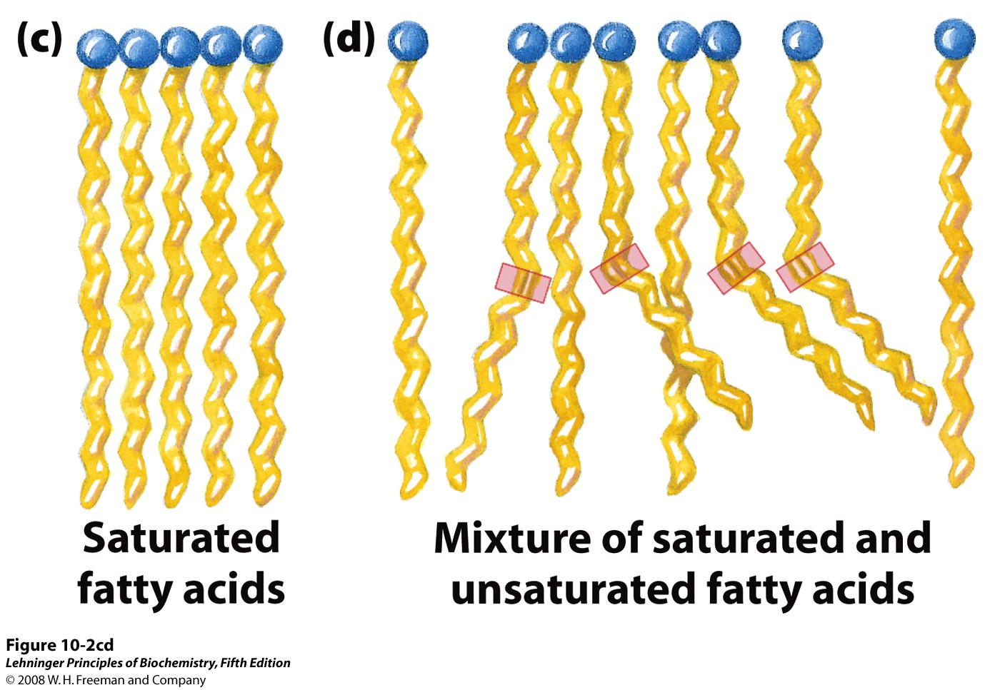 (c)
(d)
Saturated
fatty acids
Mixture of saturated and
unsaturated fatty acids
Figure 10-2cd
Lehninger Principles of Biochemistry, Fifth Edition
© 2008 W. H. Freeman and Company